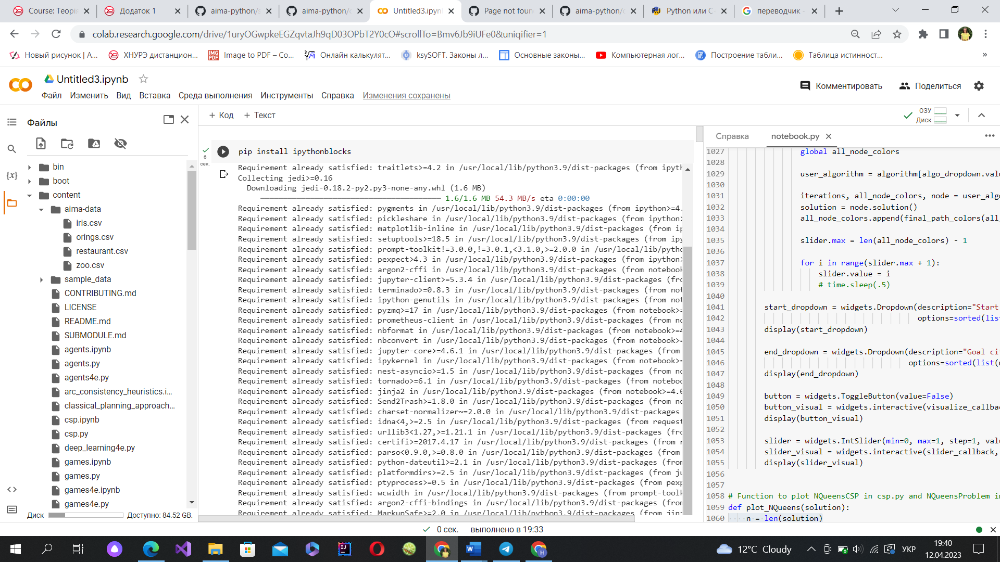 Course: Теоріs
Додаток 1
aima-python/s
aima-python/c
Untitled3.ipyn
Page not foun
aima-python/c
Python или C
переводчик -
colab.research.google.com/drive/1uryOGwpkeEGZqvtaJh9qD03OPbT2Y0cO#scrollTo=Bmv6Jb9iUFe0&uniqifier=1
Новый рисунок | A...
ХНУРЭ дистанцион...
Image to PDF – Co...
Онлайн калькулят...
ksySOFT. Законы л...
Основные законы...
Компьютерная лог...
Построение табли...
Таблица истинност...
»
Untitled3.ipynb
Комментировать
Поделиться
Файл Изменить Вид Вставка Среда выполнения Инструменты Справка Изменения сохранены
Файлы
+ Код + Текст
ОЗУ
Диск
bin
boot
content
aima-data
iris.csv
orings.csv
restaurant.csv
zoo.csv
sample_data
CONTRIBUTING.md
LICENSE
README.md
SUBMODULE.md
agents.ipynb
agents.py
agents4e.py
arc_consistency_heuristics.i...
classical_planning_approach...
csp.ipynb
csp.py
deep_learning4e.py
games.ipynb
games.py
games4e.ipynb
games4e.py
Диск
Доступно: 84.52 GB.
6
сек.
pip install ipythonblocks
Requirement already satisfied: traitlets>=4.2 in /usr/local/lib/python3.9/dist-packages (from ipyth
Collecting jedi>=0.16
Downloading jedi-0.18.2-py2.py3-none-any.whl (1.6 MB)
1.6/1.6 MB 54.3 MB/s eta 0:00:00
Requirement already satisfied: pygments in /usr/local/lib/python3.9/dist-packages (from ipython>=4.
Requirement already satisfied: pickleshare in /usr/local/lib/python3.9/dist-packages (from ipython>
Requirement already satisfied: matplotlib-inline in /usr/local/lib/python3.9/dist-packages (from ip
Requirement already satisfied: setuptools>=18.5 in /usr/local/lib/python3.9/dist-packages (from ipy
Requirement already satisfied: prompt-toolkit!=3.0.0,!=3.0.1,<3.1.0,>=2.0.0 in /usr/local/lib/pytho
Requirement already satisfied: pexpect>4.3 in /usr/local/lib/python3.9/dist-packages (from ipython>
Requirement already satisfied: argon2-cffi in /usr/local/lib/python3.9/dist-packages (from notebook
Requirement already satisfied: jupyter-client>=5.3.4 in /usr/local/lib/python3.9/dist-packages (fro
Requirement already satisfied: terminado>=0.8.3 in /usr/local/lib/python3.9/dist-packages (from not
Requirement already satisfied: ipython-genutils in /usr/local/lib/python3.9/dist-packages (from not
Requirement already satisfied: pyzmq>=17 in /usr/local/lib/python3.9/dist-packages (from notebook>=
Requirement already satisfied: prometheus-client in /usr/local/lib/python3.9/dist-packages (from no
Requirement already satisfied: nbformat in /usr/local/lib/python3.9/dist-packages (from notebook>=4
Requirement already satisfied: nbconvert in /usr/local/lib/python3.9/dist-packages (from notebook>=
Requirement already satisfied: jupyter-core>=4.6.1 in /usr/local/lib/python3.9/dist-packages (from
Requirement already satisfied: ipykernel in /usr/local/lib/python3.9/dist-packages (from notebook>=
Requirement already satisfied: nest-asyncio>=1.5 in /usr/local/lib/python3.9/dist-packages (from no
Requirement already satisfied: tornado>=6.1 in /usr/local/lib/python3.9/dist-packages (from noteboo
Requirement already satisfied: jinja2 in /usr/local/lib/python3.9/dist-packages (from notebook>=4.0
Requirement already satisfied: Send2Trash>=1.8.0 in /usr/local/lib/python3.9/dist-packages (from no
Requirement already satisfied: charset-normalizer~=2.0.0 in /usr/local/lib/python3.9/dist-packages
Requirement already satisfied: idna<4,>=2.5 in /usr/local/lib/python3.9/dist-packages (from request
Requirement already satisfied: urllib3<1.27,>=1.21.1 in /usr/local/lib/python3.9/dist-packages (fro
Requirement already satisfied: certifi>=2017.4.17 in /usr/local/lib/python3.9/dist-packages (from r
Requirement already satisfied: parso<0.9.0,>=0.8.0 in /usr/local/lib/python3.9/dist-packages (from
Requirement already satisfied: python-dateutil>=2.1 in /usr/local/lib/python3.9/dist-packages (from
Requirement already satisfied: platformdirs>=2.5 in /usr/local/lib/python3.9/dist-packages (from ju
Requirement already satisfied: ptyprocess>=0.5 in /usr/local/lib/python3.9/dist-packages (from pexp
Requirement already satisfied: wcwidth in /usr/local/lib/python3.9/dist-packages (from prompt-toolk
Requirement already satisfied: argon2-cffi-bindings in /usr/local/lib/python3.9/dist-packages (from
Requirement already satisfied: MarkupSafe>=2.0 in /usr/local/lib/python3.9/dist-packages (from jin
Справка
notebook.py
1027 global all_node_colors
1028
1029 user_algorithm = algorithm[algo_dropdown.valu
1030
1031 iterations, all_node_colors, node = user_algo
1032 solution = node.solution()
1033 all_node_colors.append(final_path_colors(all_
1034
1035 slider.max = len(all_node_colors) - 1
1036
1037 for i in range(slider.max + 1):
1038 slider.value = i
1039 # time.sleep(.5)
1040
1041 start_dropdown = widgets.Dropdown(description="Start
1042 options=sorted(list
1043 display(start_dropdown)
1044
1045 end_dropdown = widgets.Dropdown(description="Goal ci
1046 options=sorted(list(
1047 display(end_dropdown)
1048
1049 button = widgets.ToggleButton(value=False)
1050 button_visual = widgets.interactive(visualize_callba
1051 display(button_visual)
1052
1053 slider = widgets.IntSlider(min=0, max=1, step=1, valu
1054 slider_visual = widgets.interactive(slider_callback,
1055 display(slider_visual)
1056
1057
1058 # Function to plot NQueensCSP in csp.py and NQueensProblem in
1059 def plot_NQueens(solution):
1060 n = len(solution)
0 сек. выполнено в 19:33
12°C Cloudy
УКР
19:40
12.04.2023